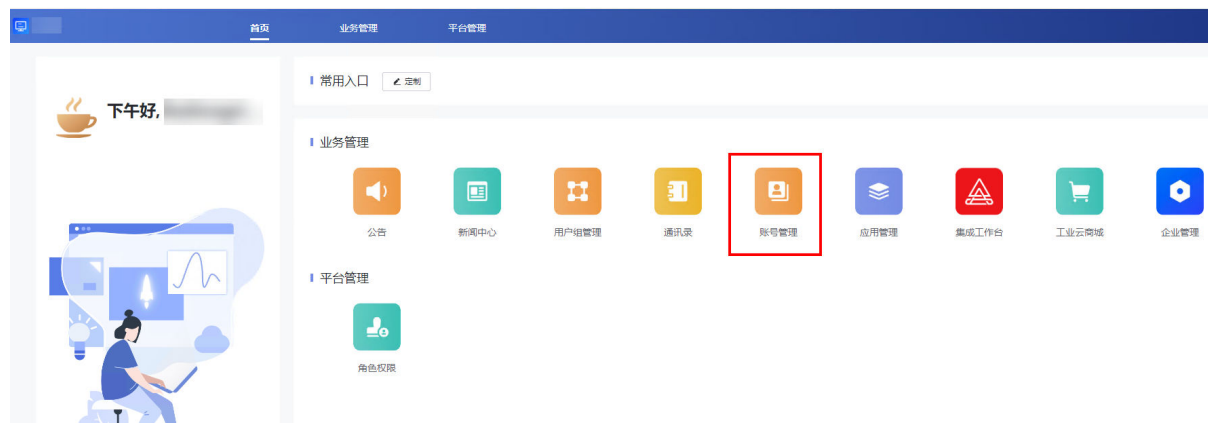 首页 业务管理 平台管理
下午好,
常用入口 定制
业务管理
公告 新闻中心 用户组管理 通讯录 账号管理 应用管理 集成工作台 工业云商城 企业管理
平台管理
角色权限